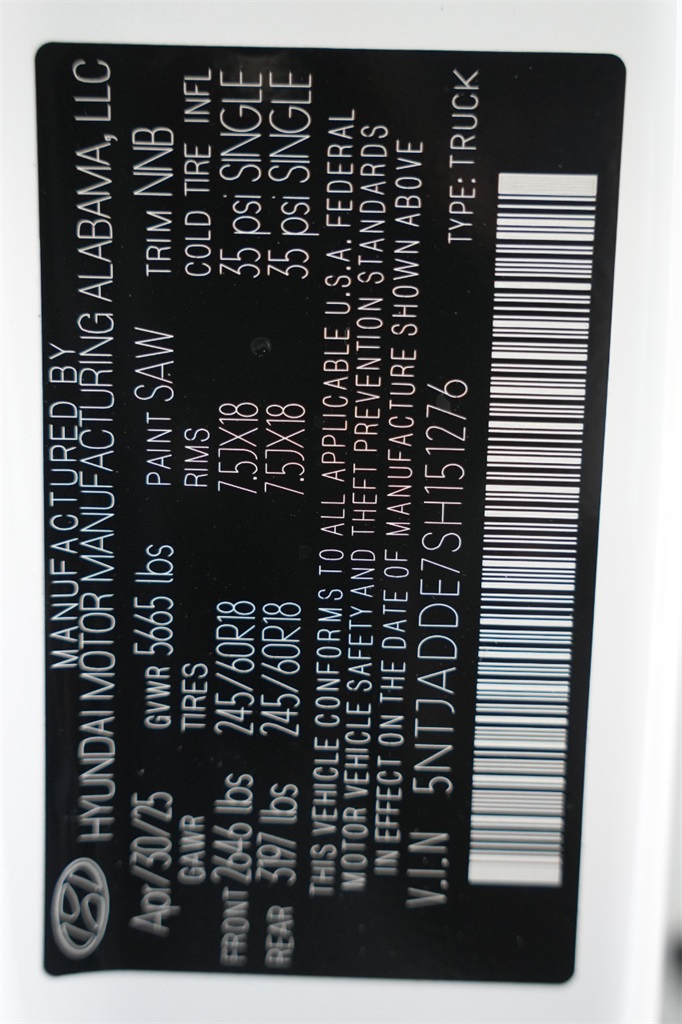 MANUFACTURED BY
HYUNDAI MOTOR MANUFACTURING ALABAMA, LLC
Apr/30/25 GVWR 5665 lbs PAINT SAW TRIM NNB
GAWR TIRES RIMS COLD TIRE INFL
FRONT 2646 lbs 245/60R18 7.5JX18 35 psi SINGLE
REAR 3197 lbs 245/60R18 7.5JX18 35 psi SINGLE
THIS VEHICLE CONFORMS TO ALL APPLICABLE U.S.A. FEDERAL
MOTOR VEHICLE SAFETY AND THEFT PREVENTION STANDARDS
IN EFFECT ON THE DATE OF MANUFACTURE SHOWN ABOVE
V.I.N 5NTJADDE7SH151276
TYPE: TRUCK